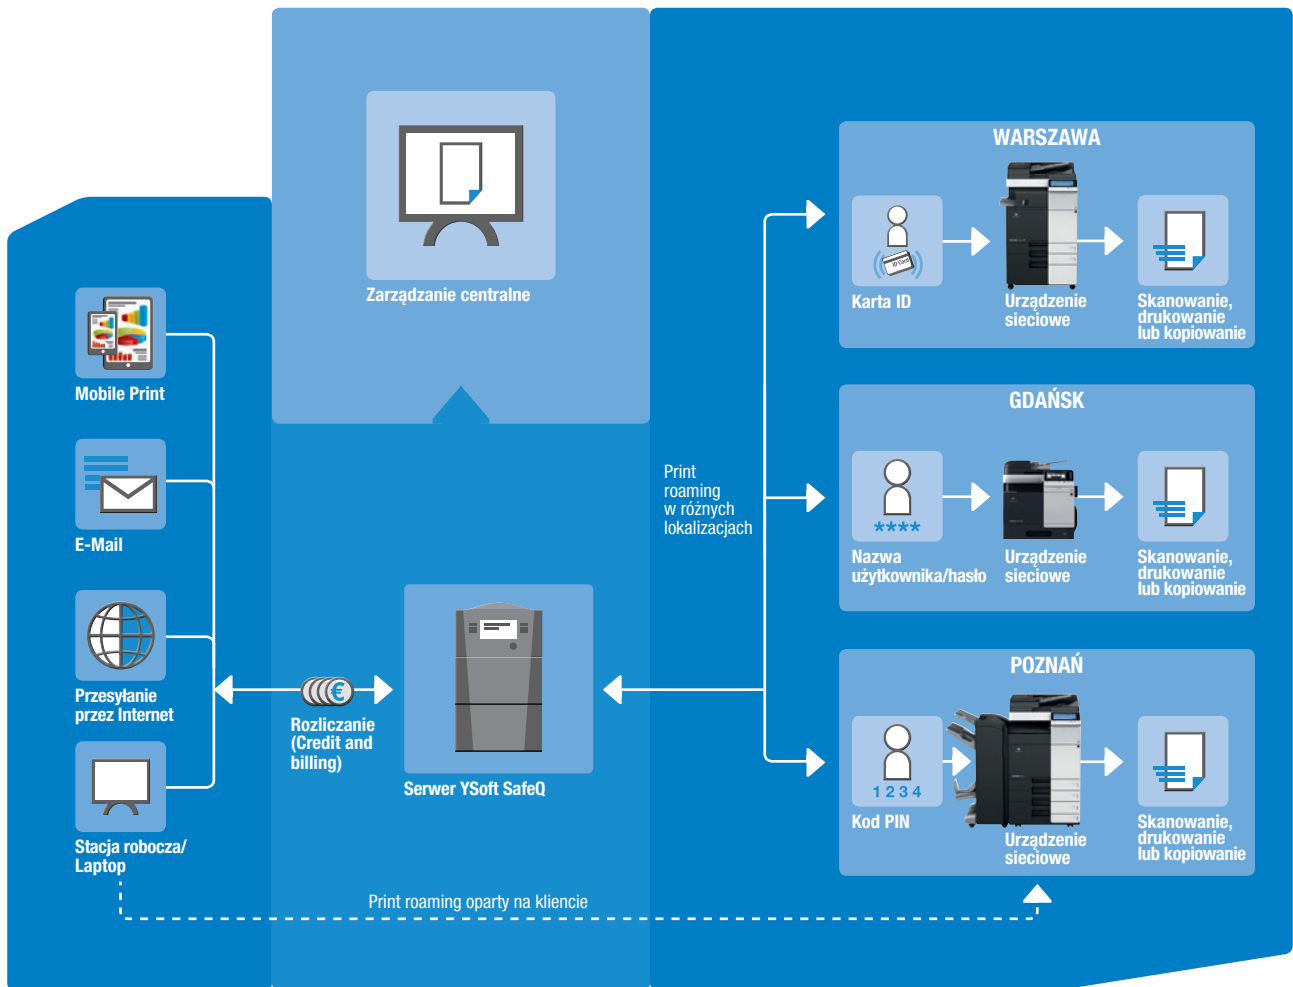 Zarządzanie centralne
Mobile Print
E-Mail
Przesyłanie
przez Internet
Stacja robocza/
Laptop
€
Rozliczanie
(Credit and
billing)
Serwer YSoft SafeQ
Print roaming oparty na kliencie
Print
roaming
w różnych
lokalizacjach
WARSZAWA
ID Card
Karta ID
Urządzenie
sieciowe
Skanowanie,
drukowanie
lub kopiowanie
GDAŃSK
****
Nazwa
użytkownika/hasło
Urządzenie
sieciowe
Skanowanie,
drukowanie
lub kopiowanie
POZNAŃ
1 2 3 4
Kod PIN
Urządzenie
sieciowe
Skanowanie,
drukowanie
lub kopiowanie